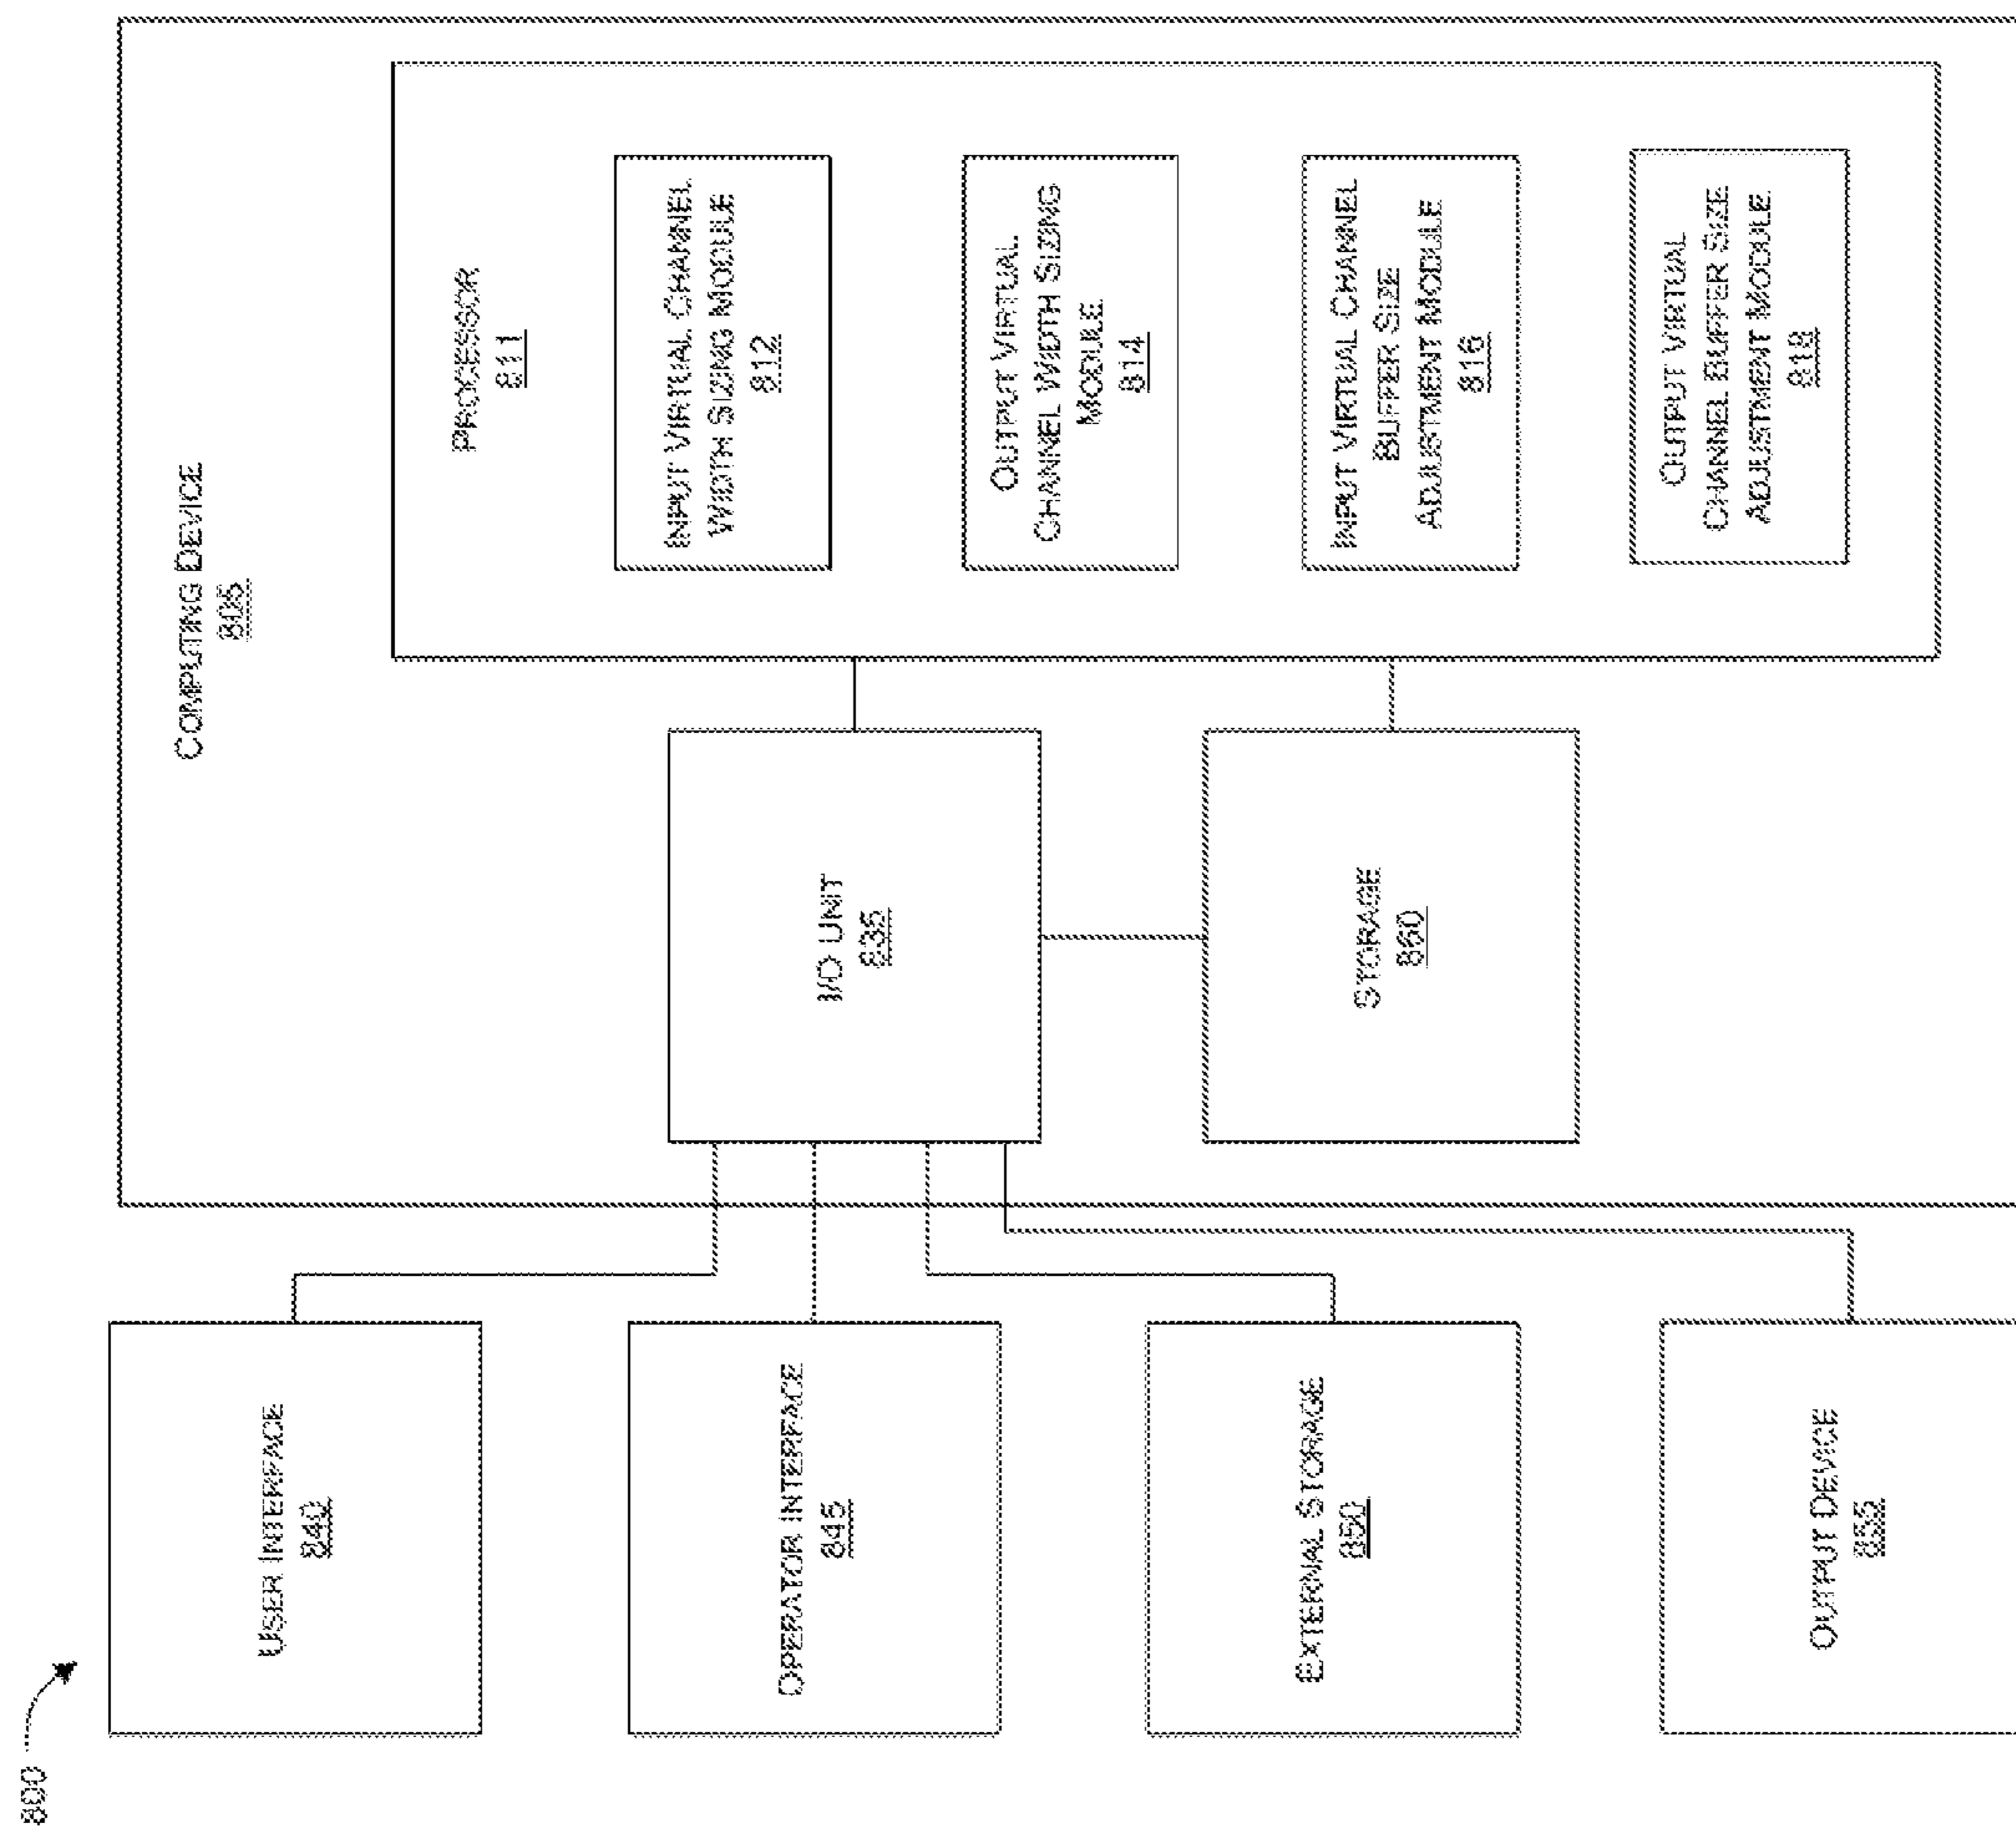 800
USER INTERFACE
840
OPERATOR INTERFACE
845
EXTERNAL STORAGE
850
OUTPUT DEVICE
855
COMPUTING DEVICE
805
I/O UNIT
835
STORAGE
860
PROCESSOR
811
INPUT VIRTUAL CHANNEL
WIDTH SIZING MODULE
812
OUTPUT VIRTUAL
CHANNEL WIDTH SIZING
MODULE
814
INPUT VIRTUAL CHANNEL
BUFFER SIZE
ADJUSTMENT MODULE
816
OUTPUT VIRTUAL
CHANNEL BUFFER SIZE
ADJUSTMENT MODULE
818